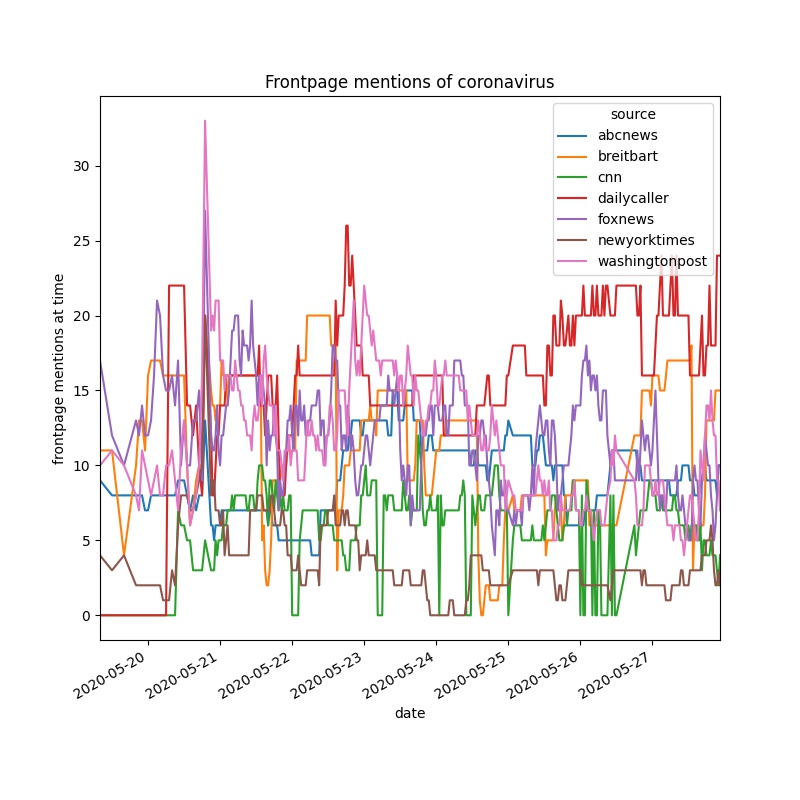 Frontpage mentions of coronavirus
source
abcnews
breitbart
cnn
dailycaller
foxnews
newyorktimes
washingtonpost
frontpage mentions at time
30
25
20
15
10
5
0
2020-05-20
2020-05-21
2020-05-22
2020-05-23
2020-05-24
2020-05-25
2020-05-26
2020-05-27
date